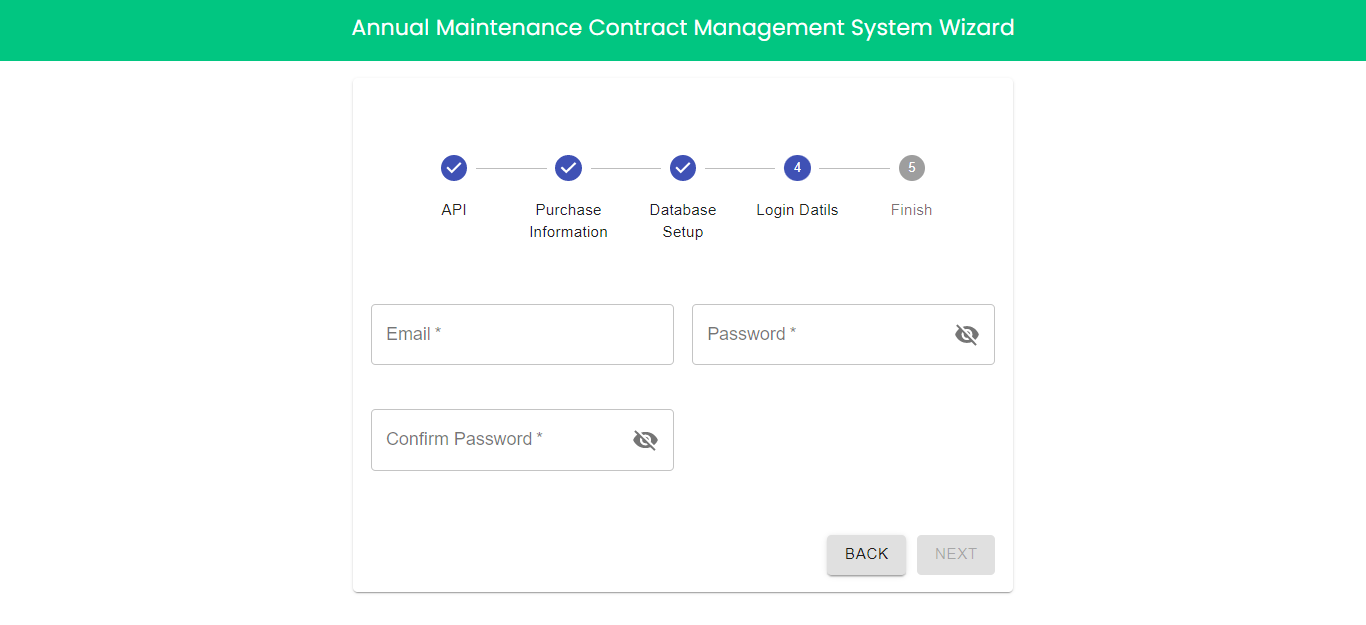 Annual Maintenance Contract Management System Wizard
4
5
API
Purchase
Information
Database
Setup
Login Datils
Finish
Email *
Password *
Confirm Password *
BACK
NEXT